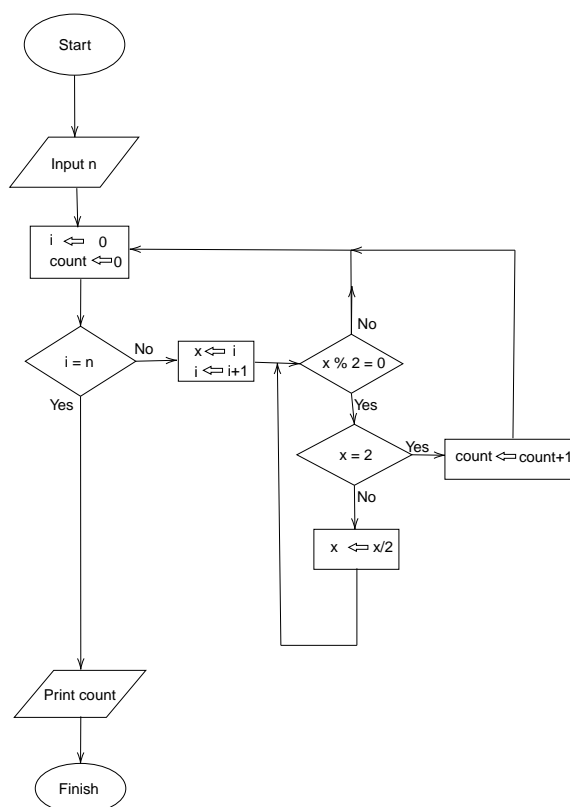 Start
Input n
i ⇐ 0
count ⇐ 0
i = n
No
Yes
x ⇐ i
i ⇐ i+1
x % 2 = 0
No
Yes
x = 2
Yes
count ⇐ count+1
No
x ⇐ x/2
Print count
Finish